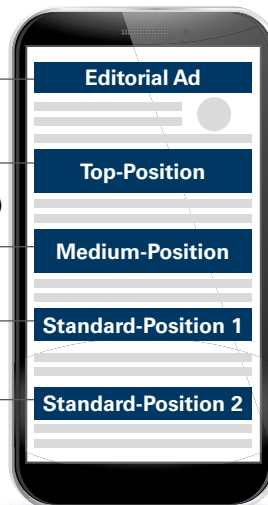 Editorial Ad
Top-Position
Medium-Position
Standard-Position 1
Standard-Position 2